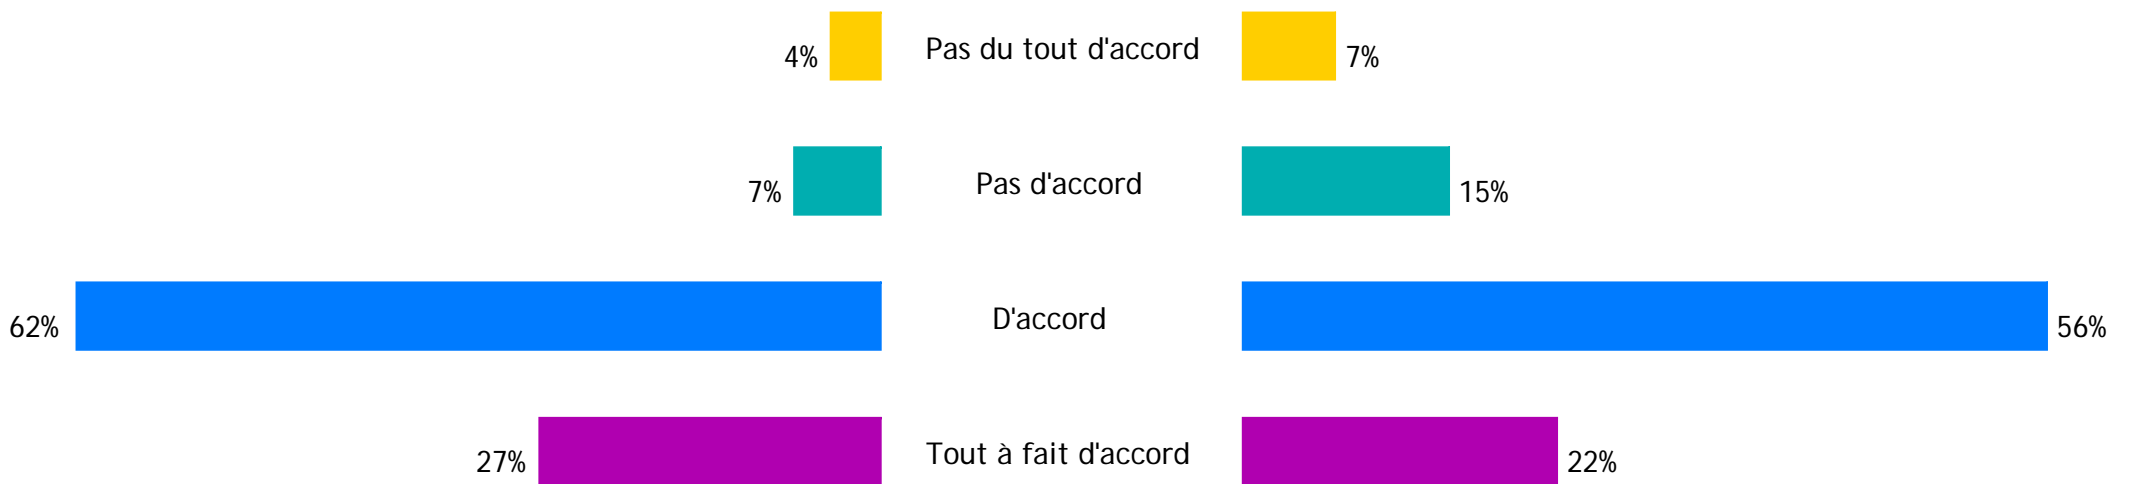 4% Pas du tout d'accord 7%
7% Pas d'accord 15%
62% D'accord 56%
27% Tout à fait d'accord 22%